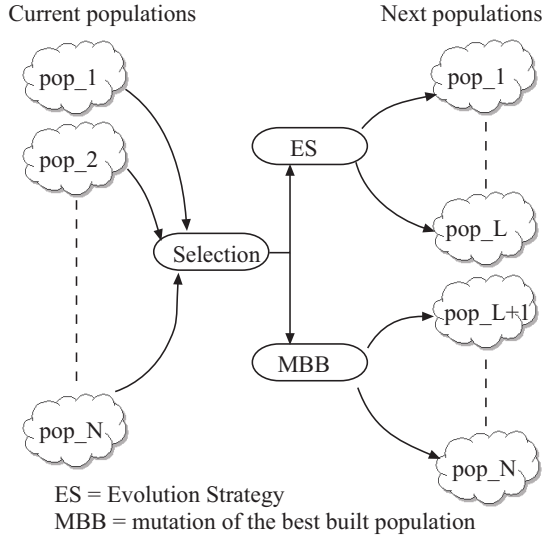 Current populations
Next populations
pop_1
pop_2
pop_N
Selection
ES
MBB
pop_1
pop_L
pop_L+1
pop_N
ES = Evolution Strategy
MBB = mutation of the best built population